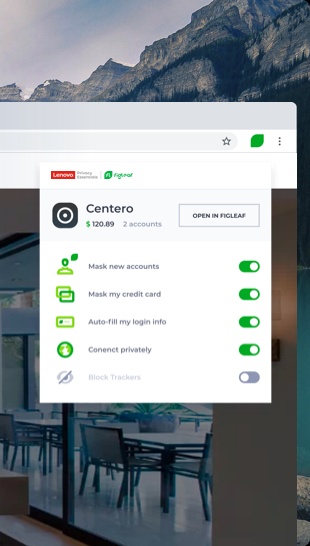 Lenovo Privacy Essentials figleaf
Centero
$ 120.89 2 accounts
OPEN IN FIGLEAF
Mask new accounts
Mask my credit card
Auto-fill my login info
Conenct privately
Block Trackers